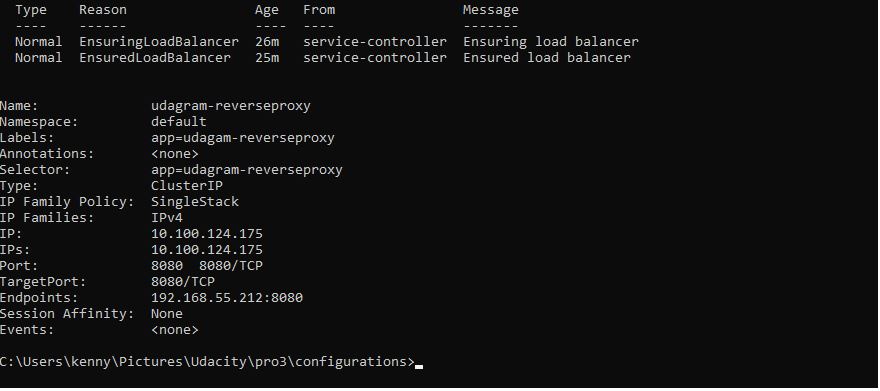 Type    Reason                Age   From                Message
----    ------                ----  ----                -------
Normal  EnsuringLoadBalancer  26m   service-controller  Ensuring load balancer
Normal  EnsuredLoadBalancer   25m   service-controller  Ensured load balancer
Name:              udagram-reverseproxy
Namespace:         default
Labels:            app=udagam-reverseproxy
Annotations:       <none>
Selector:          app=udagram-reverseproxy
Type:              ClusterIP
IP Family Policy:  SingleStack
IP Families:       IPv4
IP:                10.100.124.175
IPs:               10.100.124.175
Port:              8080  8080/TCP
TargetPort:        8080/TCP
Endpoints:         192.168.55.212:8080
Session Affinity:  None
Events:            <none>
C:\Users\kenny\Pictures\Udacity\pro3\configurations>